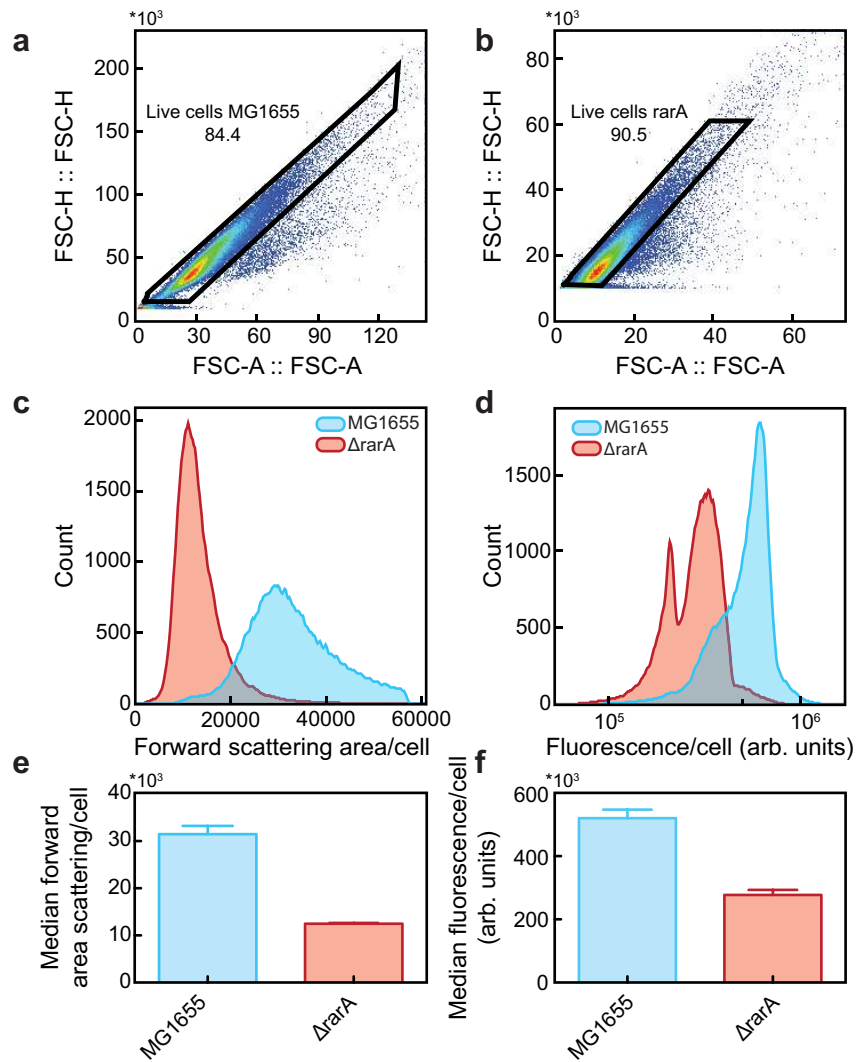 a
*10³
FSC-H :: FSC-H
200
150
100
50
0
Live cells MG1655
84.4
0 30 60 90 120
FSC-A :: FSC-A
b
*10³
FSC-H :: FSC-H
80
60
40
20
0
Live cells rarA
90.5
0 20 40 60
FSC-A :: FSC-A
c
Count
2000
1500
1000
500
0
MG1655
ΔrarA
0 20000 40000 60000
Forward scattering area/cell
d
Count
1500
1000
500
0
MG1655
ΔrarA
10⁵ 10⁶
Fluorescence/cell (arb. units)
e
*10³
Median forward
area scattering/cell
40
30
20
10
0
MG1655 ΔrarA
f
*10³
Median fluorescence/cell
(arb. units)
600
400
200
0
MG1655 ΔrarA